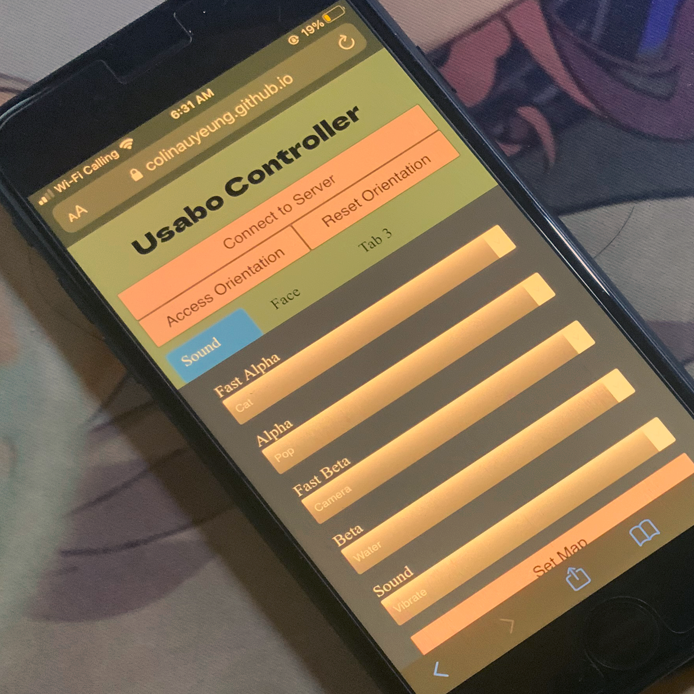 Wi-Fi Calling 6:31 AM 19%
AA colinauyeung.github.io
Usabo Controller
Connect to Server
Access Orientation Reset Orientation
Sound Face Tab 3
Fast Alpha
Cat
Alpha
Pop
Fast Beta
Camera
Beta
Water
Sound
Vibrate
Set Map